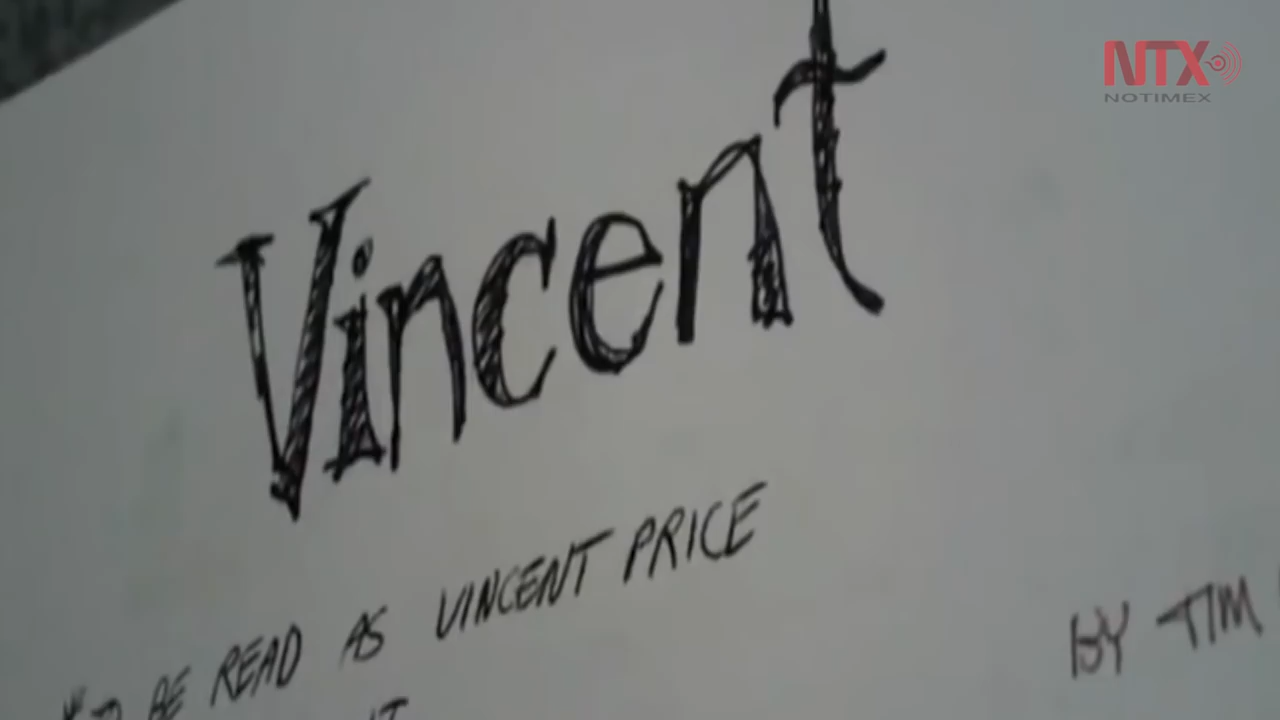 NTX
NOTIMEX
Vincent
BE READ AS VINCENT PRICE
BY TIM